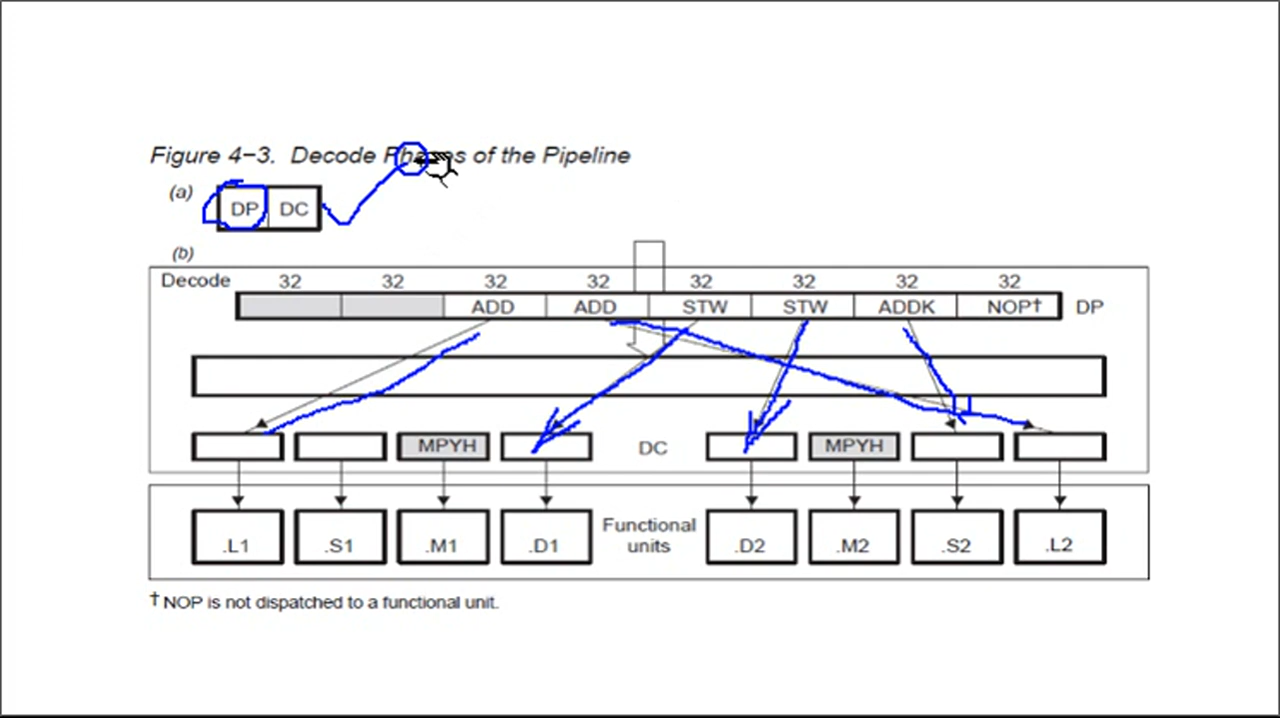 Figure 4−3. Decode Phases of the Pipeline
(a)
DP DC
(b)
Decode 32 32 32 32 32 32 32 32
ADD ADD STW STW ADDK NOP† DP
MPYH DC MPYH
.L1 .S1 .M1 .D1 Functional units .D2 .M2 .S2 .L2
† NOP is not dispatched to a functional unit.